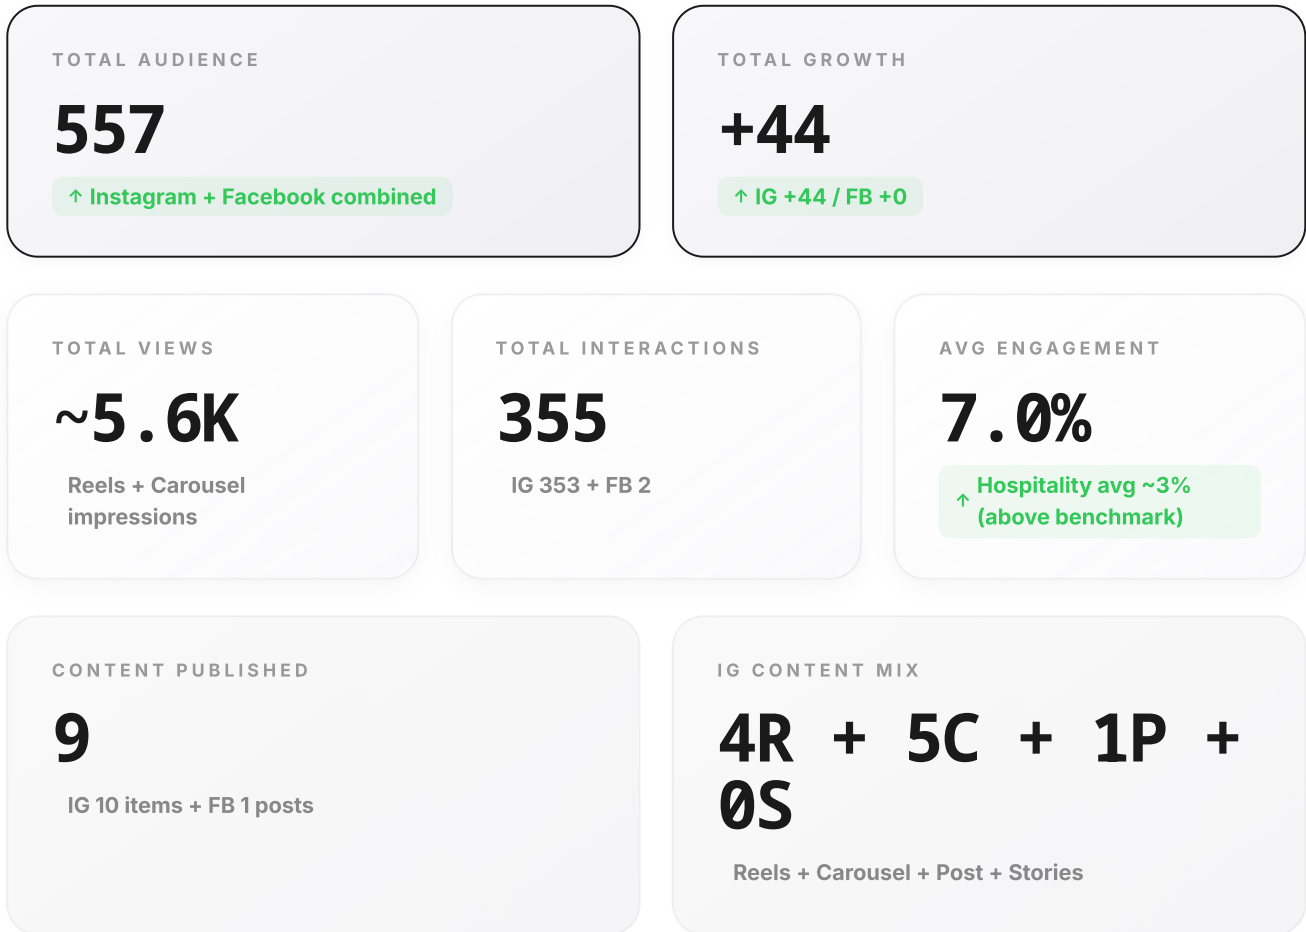 TOTAL AUDIENCE
557
↑ Instagram + Facebook combined
TOTAL GROWTH
+44
↑ IG +44 / FB +0
TOTAL VIEWS
~5.6K
Reels + Carousel
impressions
TOTAL INTERACTIONS
355
IG 353 + FB 2
AVG ENGAGEMENT
7.0%
↑ Hospitality avg ~3%
(above benchmark)
CONTENT PUBLISHED
9
IG 10 items + FB 1 posts
IG CONTENT MIX
4R + 5C + 1P +
0S
Reels + Carousel + Post + Stories